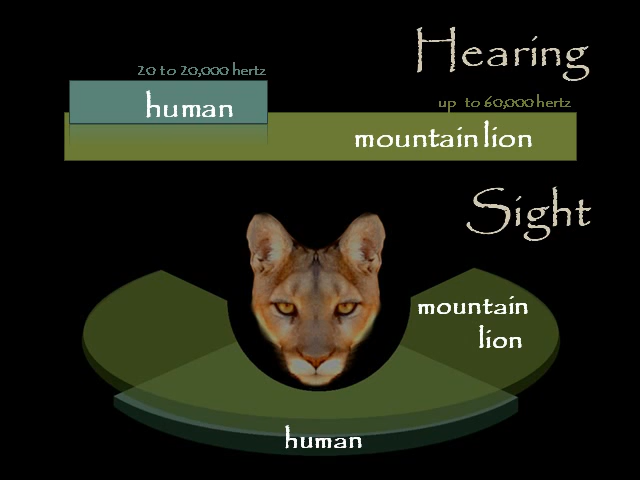 Hearing
20 to 20,000 hertz
human
up to 60,000 hertz
mountain lion
Sight
mountain
lion
human